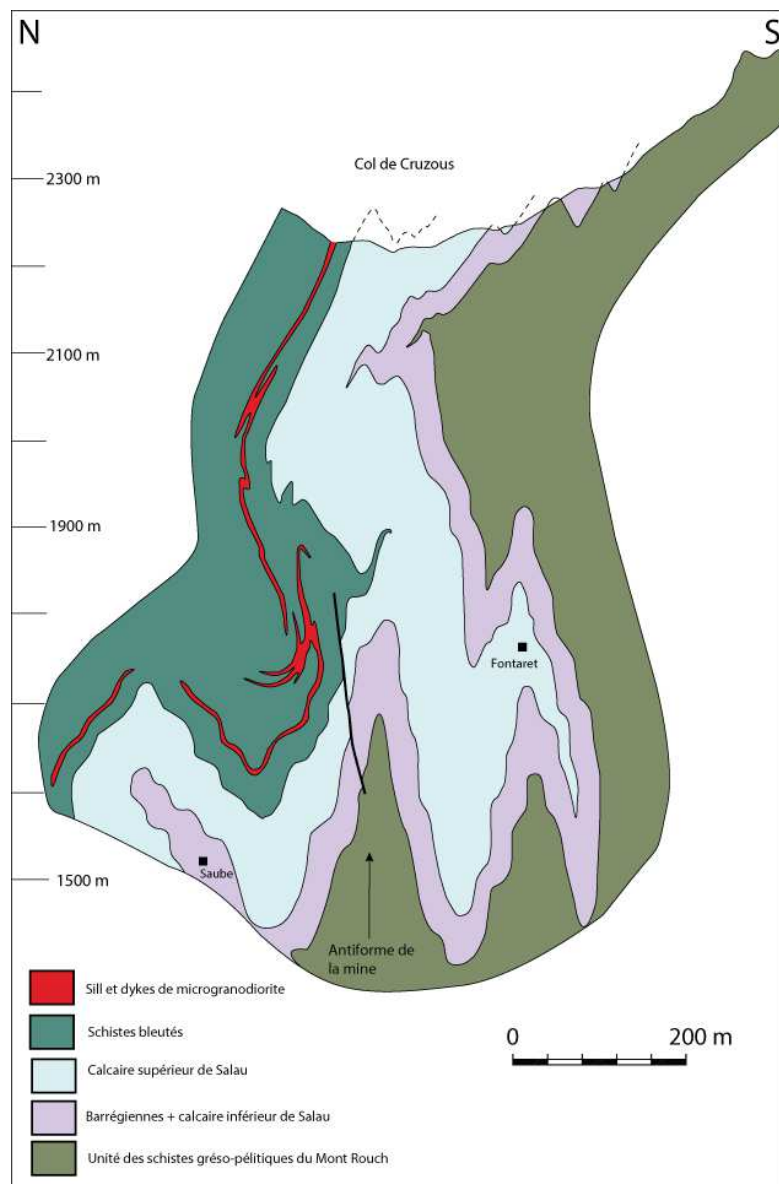 N
S
Col de Cruzous
2300 m
2100 m
1900 m
Fontaret
1500 m
Saube
Antiforme de
la mine
Sill et dykes de microgranodiorite
Schistes bleutés
0
200 m
Calcaire supérieur de Salau
Barrégiennes + calcaire inférieur de Salau
Unité des schistes gréso-pélitiques du Mont Rouch